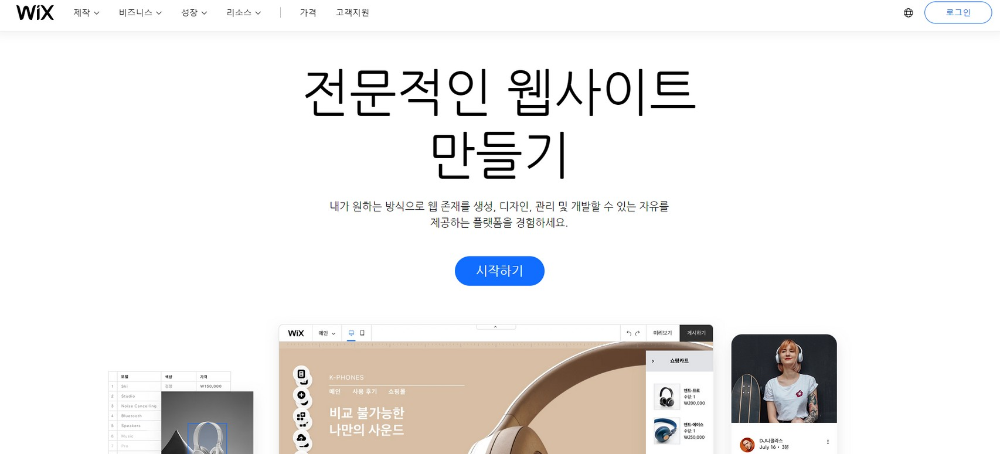 WIX 제작 비즈니스 성장 리소스 가격 고객지원 로그인
전문적인 웹사이트
만들기
내가 원하는 방식으로 웹 존재를 생성, 디자인, 관리 및 개발할 수 있는 자유를
제공하는 플랫폼을 경험하세요.
시작하기
모델 색상 가격
1 Ski 검정 ₩150,000
2 Studio
3 Noise Cancelling
4 Bluetooth
5 Speakers
6 Music
7 Pro
WIX 메인 미리보기 게시하기
K-PHONES
메인 사용 후기 쇼핑몰
비교 불가능한
나만의 사운드
쇼핑카트
앤드-프로
수량: 1
₩200,000
앤드-에이스
수량: 1
₩250,000
DJ니콜라스
July 16 • 3분